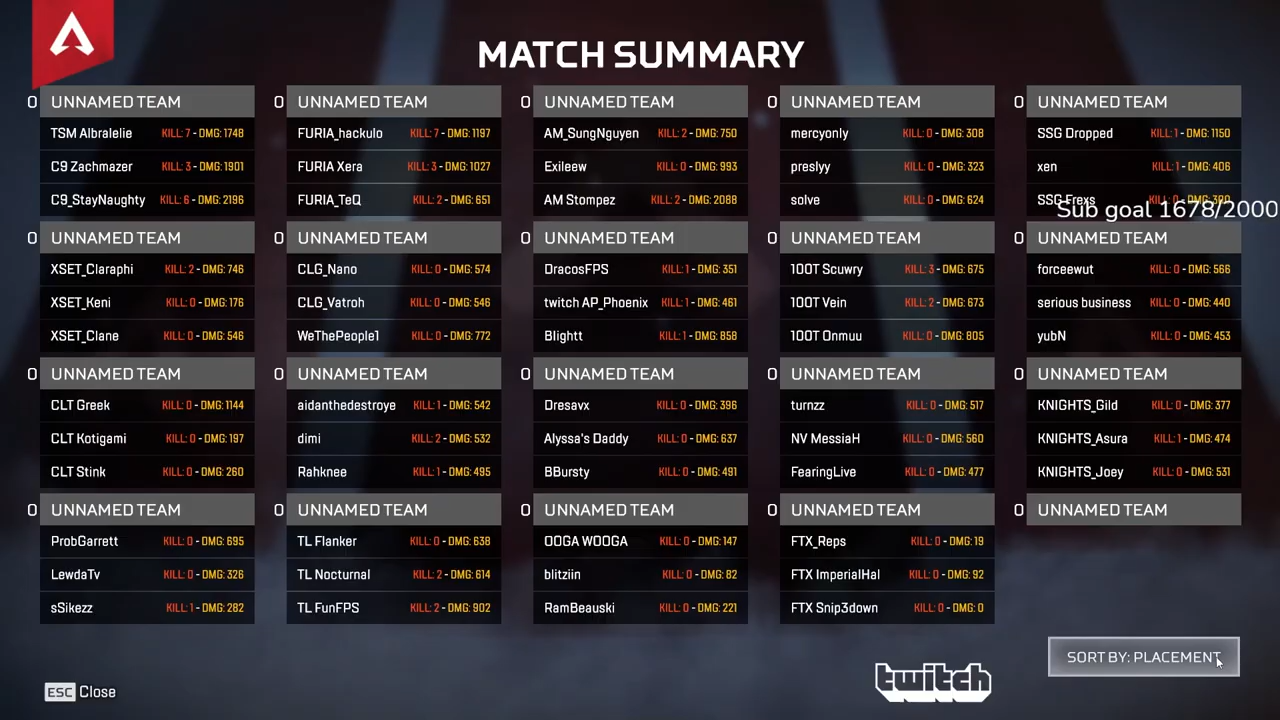 MATCH SUMMARY
0 UNNAMED TEAM
TSM Albralelie KILL: 7 - DMG: 1748
C9 Zachmazer KILL: 3 - DMG: 1901
C9_StayNaughty KILL: 6 - DMG: 2196
0 UNNAMED TEAM
FURIA_hackulo KILL: 7 - DMG: 1197
FURIA Xera KILL: 3 - DMG: 1027
FURIA_TeQ KILL: 2 - DMG: 651
0 UNNAMED TEAM
AM_SungNguyen KILL: 2 - DMG: 750
Exileew KILL: 0 - DMG: 993
AM Stompez KILL: 2 - DMG: 2088
0 UNNAMED TEAM
mercyonly KILL: 0 - DMG: 308
preslyy KILL: 0 - DMG: 323
solve KILL: 0 - DMG: 624
0 UNNAMED TEAM
SSG Dropped KILL: 1 - DMG: 1150
xen KILL: 1 - DMG: 406
SSG Frexs KILL: 0 - DMG:
Sub goal 1678/2000
0 UNNAMED TEAM
XSET_Claraphi KILL: 2 - DMG: 746
XSET_Keni KILL: 0 - DMG: 176
XSET_Clane KILL: 0 - DMG: 546
0 UNNAMED TEAM
CLG_Nano KILL: 0 - DMG: 574
CLG_Vatroh KILL: 0 - DMG: 546
WeThePeople1 KILL: 0 - DMG: 772
0 UNNAMED TEAM
DracosFPS KILL: 1 - DMG: 351
twitch AP_Phoenix KILL: 1 - DMG: 461
Blightt KILL: 1 - DMG: 858
0 UNNAMED TEAM
100T Scuwry KILL: 3 - DMG: 675
100T Vein KILL: 2 - DMG: 673
100T Onmuu KILL: 0 - DMG: 805
0 UNNAMED TEAM
forceewut KILL: 0 - DMG: 566
serious business KILL: 0 - DMG: 440
yubN KILL: 0 - DMG: 453
0 UNNAMED TEAM
CLT Greek KILL: 0 - DMG: 1144
CLT Kotigami KILL: 0 - DMG: 197
CLT Stink KILL: 0 - DMG: 260
0 UNNAMED TEAM
aidanthedestroye KILL: 1 - DMG: 542
dimi KILL: 2 - DMG: 532
Rahknee KILL: 1 - DMG: 495
0 UNNAMED TEAM
Dresavx KILL: 0 - DMG: 396
Alyssa's Daddy KILL: 0 - DMG: 637
BBursty KILL: 0 - DMG: 491
0 UNNAMED TEAM
turnzz KILL: 0 - DMG: 517
NV MessiaH KILL: 0 - DMG: 560
FearingLive KILL: 0 - DMG: 477
0 UNNAMED TEAM
KNIGHTS_Gild KILL: 0 - DMG: 377
KNIGHTS_Asura KILL: 1 - DMG: 474
KNIGHTS_Joey KILL: 0 - DMG: 531
0 UNNAMED TEAM
ProbGarrett KILL: 0 - DMG: 695
LewdaTv KILL: 0 - DMG: 326
sSikezz KILL: 1 - DMG: 282
0 UNNAMED TEAM
TL Flanker KILL: 0 - DMG: 638
TL Nocturnal KILL: 2 - DMG: 614
TL FunFPS KILL: 2 - DMG: 902
0 UNNAMED TEAM
OOGA WOOGA KILL: 0 - DMG: 147
blitziin KILL: 0 - DMG: 82
RamBeauski KILL: 0 - DMG: 221
0 UNNAMED TEAM
FTX_Reps KILL: 0 - DMG: 19
FTX ImperialHal KILL: 0 - DMG: 92
FTX Snip3down KILL: 0 - DMG: 0
0 UNNAMED TEAM
SORT BY: PLACEMENT
twitch
ESC Close